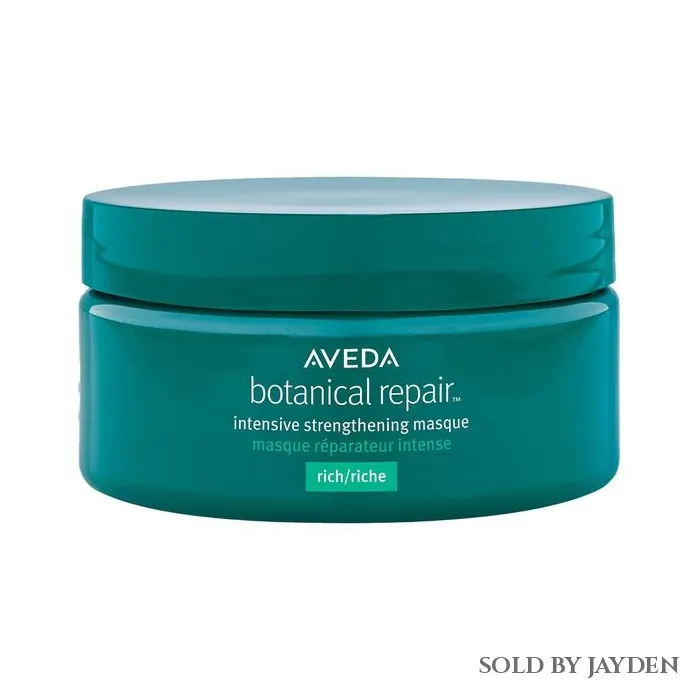 AVEDA
botanical repair™
intensive strengthening masque
masque réparateur intense
rich/riche
SOLD BY JAYDEN